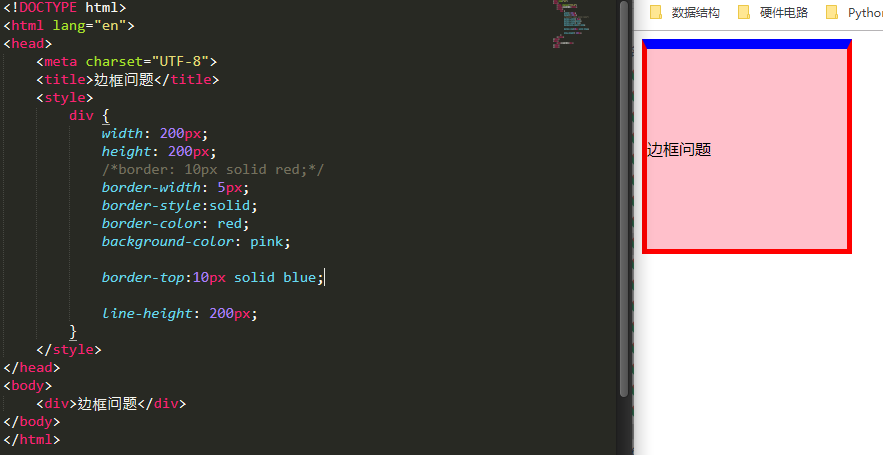 <!DOCTYPE html>
<html lang="en">
<head>
    <meta charset="UTF-8">
    <title>边框问题</title>
    <style>
        div {
            width: 200px;
            height: 200px;
            /*border: 10px solid red;*/
            border-width: 5px;
            border-style:solid;
            border-color: red;
            background-color: pink;
            border-top:10px solid blue;
            line-height: 200px;
        }
    </style>
</head>
<body>
    <div>边框问题</div>
</body>
</html>
数据结构 硬件电路 Python
边框问题